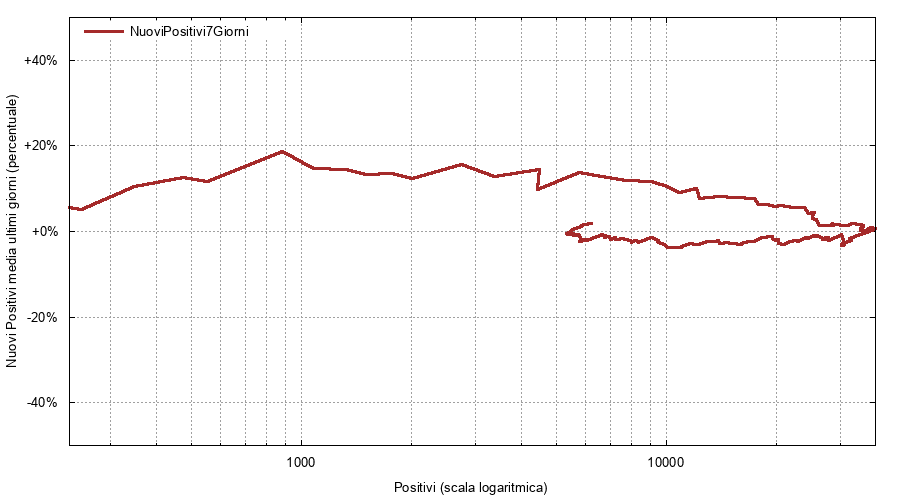 NuoviPositivi7Giorni
+40%
+20%
+0%
-20%
-40%
Nuovi Positivi media ultimi giorni (percentuale)
1000
10000
Positivi (scala logaritmica)